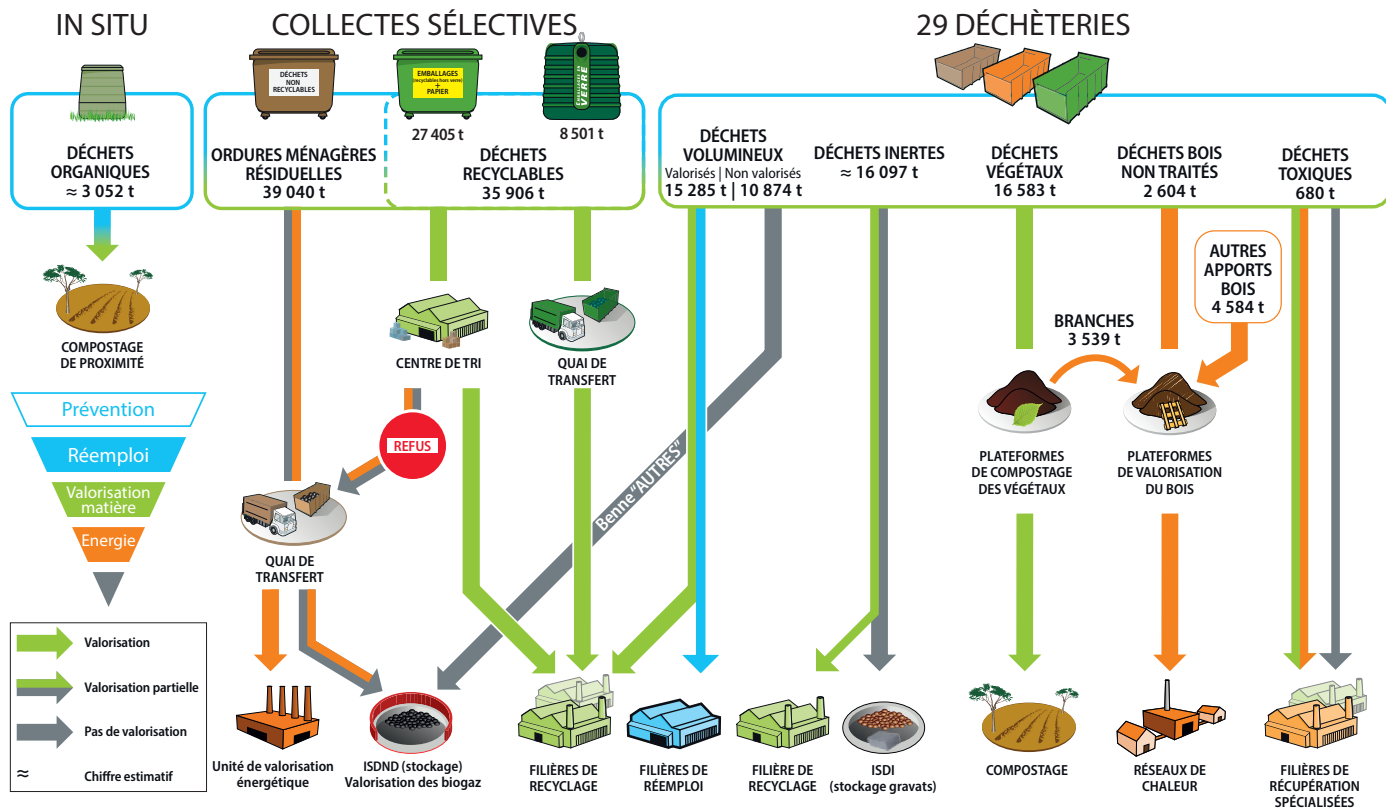 IN SITU
COLLECTES SÉLECTIVES
29 DÉCHÈTERIES
DÉCHETS
NON
RECYCLABLES
EMBALLAGES
(recyclables hors verre)
+
PAPIER
EMBALLAGES EN
VERRE
27 405 t
8 501 t
DÉCHETS
ORGANIQUES
≈ 3 052 t
ORDURES MÉNAGÈRES
RÉSIDUELLES
39 040 t
DÉCHETS
RECYCLABLES
35 906 t
DÉCHETS
VOLUMINEUX
Valorisés | Non valorisés
15 285 t | 10 874 t
DÉCHETS INERTES
≈ 16 097 t
DÉCHETS
VÉGÉTAUX
16 583 t
DÉCHETS BOIS
NON TRAITÉS
2 604 t
DÉCHETS
TOXIQUES
680 t
AUTRES
APPORTS
BOIS
4 584 t
BRANCHES
3 539 t
COMPOSTAGE
DE PROXIMITÉ
CENTRE DE TRI
QUAI DE
TRANSFERT
REFUS
Benne "AUTRES"
PLATEFORMES
DE COMPOSTAGE
DES VÉGÉTAUX
PLATEFORMES
DE VALORISATION
DU BOIS
Prévention
Réemploi
Valorisation
matière
Energie
QUAI DE
TRANSFERT
Valorisation
Valorisation partielle
Pas de valorisation
≈ Chiffre estimatif
Unité de valorisation
énergétique
ISDND (stockage)
Valorisation des biogaz
FILIÈRES DE
RECYCLAGE
FILIÈRES DE
RÉEMPLOI
FILIÈRE DE
RECYCLAGE
ISDI
(stockage gravats)
COMPOSTAGE
RÉSEAUX DE
CHALEUR
FILIÈRES DE
RÉCUPÉRATION
SPÉCIALISÉES